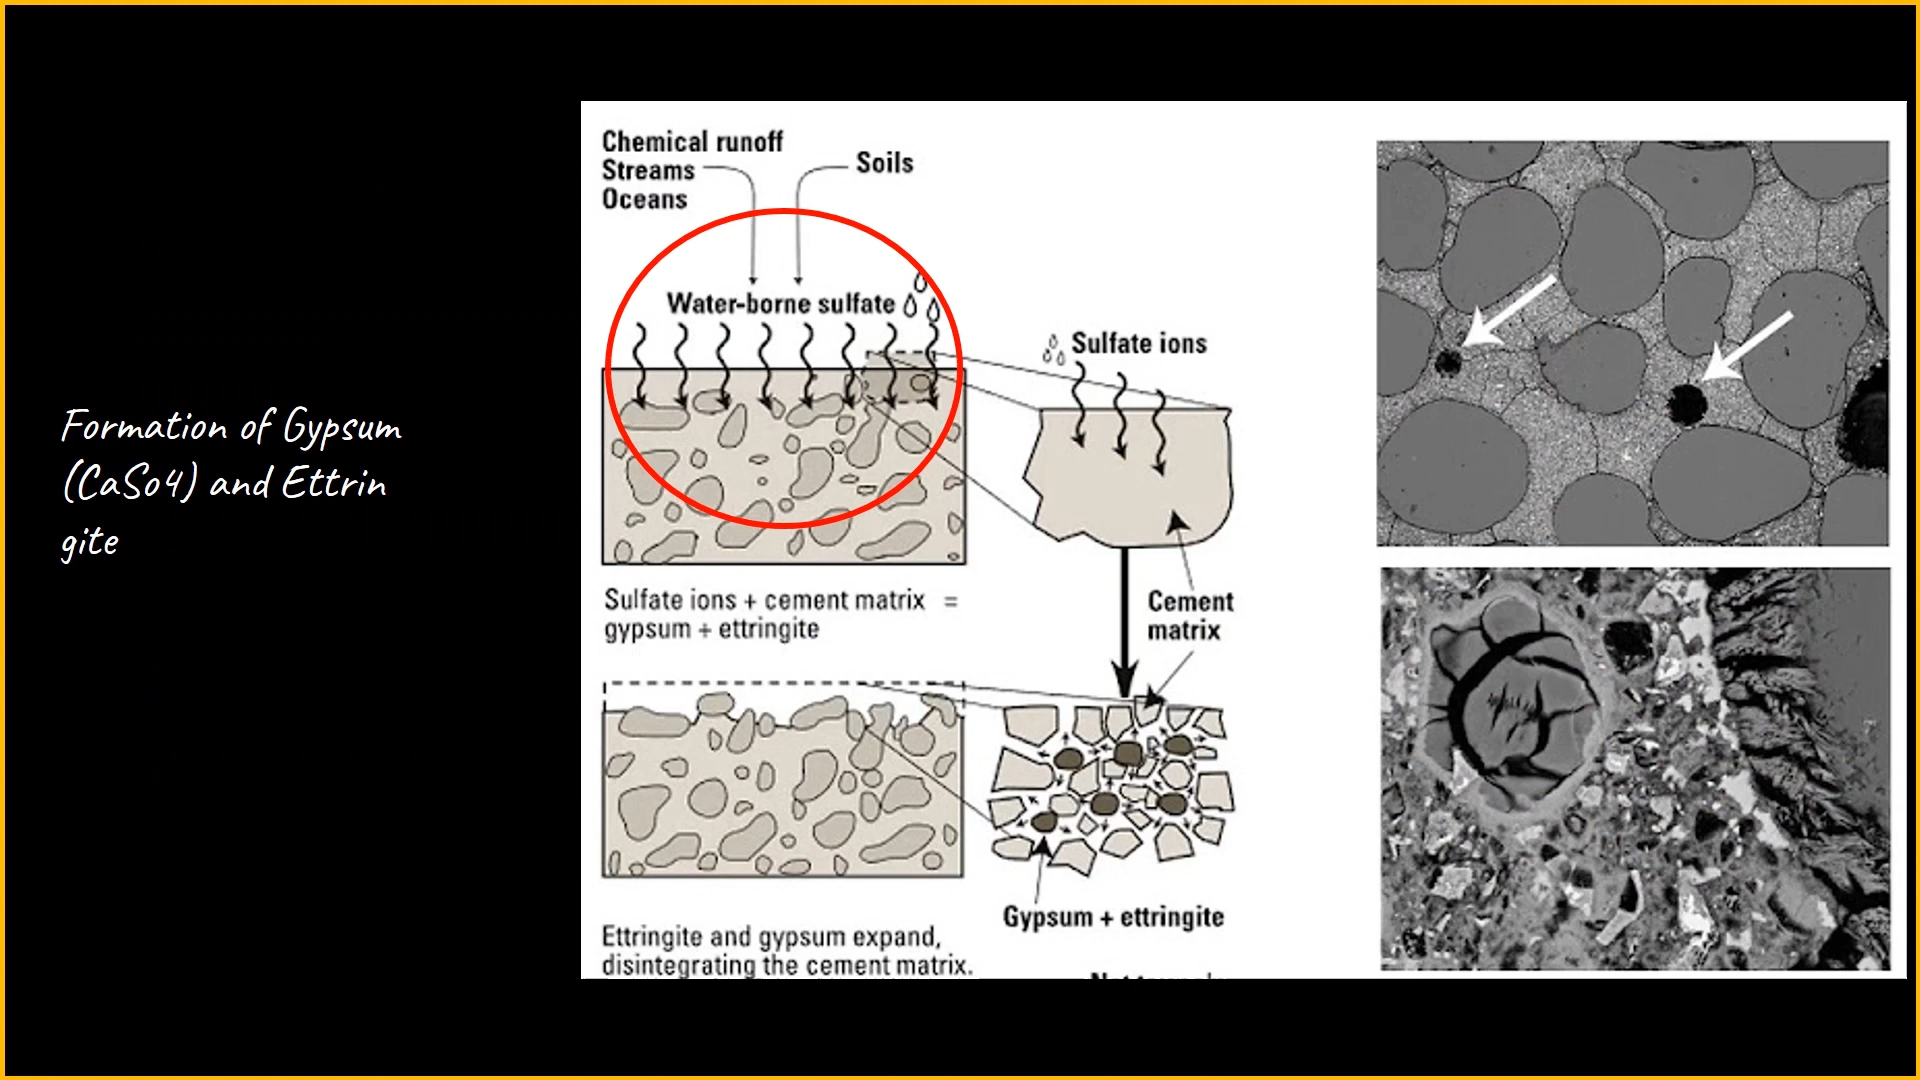 Formation of Gypsum
(CaSo4) and Ettrin
gite
Chemical runoff
Streams
Oceans
Soils
Water-borne sulfate
Sulfate ions
Cement
matrix
Sulfate ions + cement matrix =
gypsum + ettringite
Gypsum + ettringite
Ettringite and gypsum expand,
disintegrating the cement matrix.